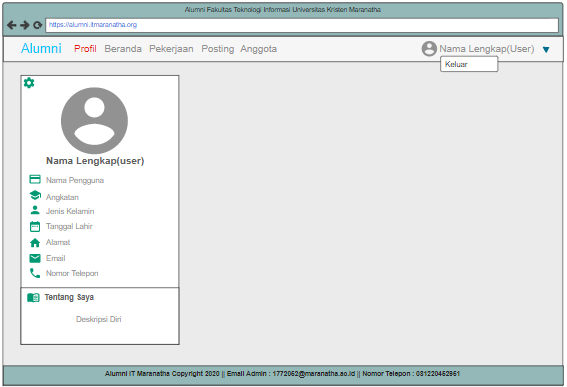 Alumni Fakultas Teknologi Informasi Universitas Kristen Maranatha
https://alumni.itmaranatha.org
Alumni Profil Beranda Pekerjaan Posting Anggota Nama Lengkap(User)
Keluar
Nama Lengkap(user)
Nama Pengguna
Angkatan
Jenis Kelamin
Tanggal Lahir
Alamat
Email
Nomor Telepon
Tentang Saya
Deskripsi Diri
Alumni IT Maranatha Copyright 2020 || Email Admin : 1772052@maranatha.ac.id || Nomor Telepon : 081220452951